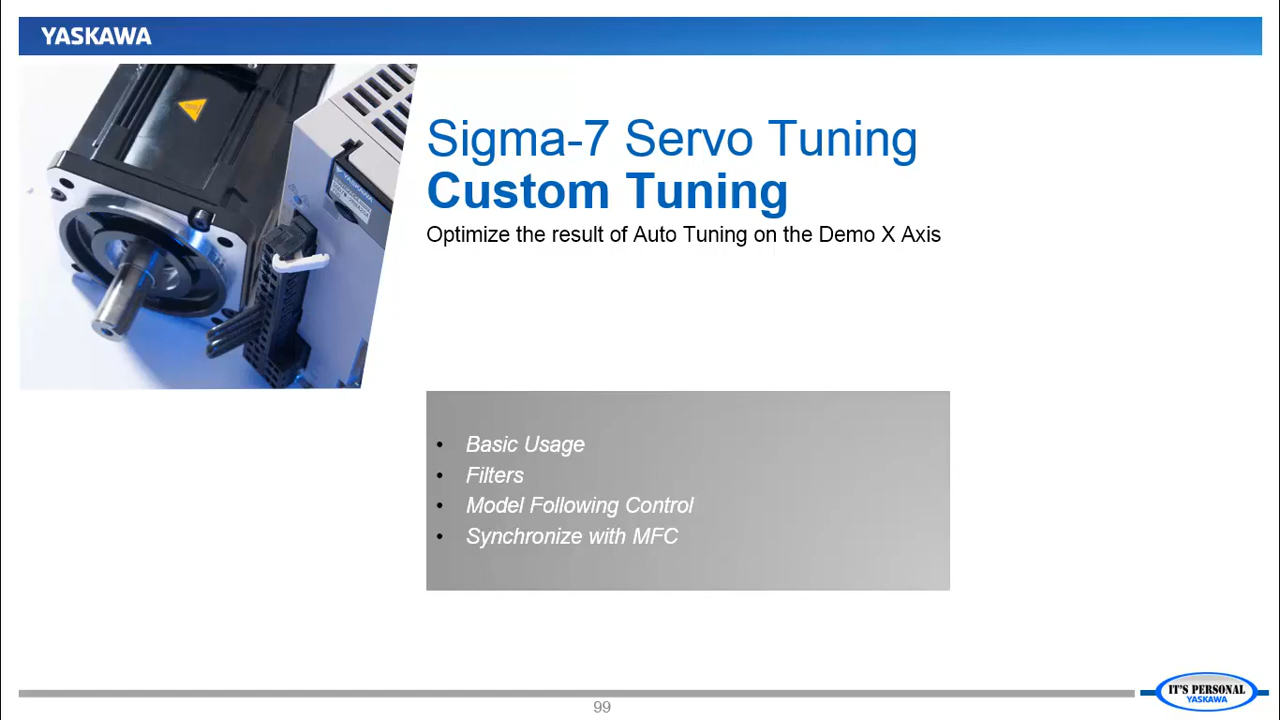 YASKAWA
Sigma-7 Servo Tuning
Custom Tuning
Optimize the result of Auto Tuning on the Demo X Axis
• Basic Usage
• Filters
• Model Following Control
• Synchronize with MFC
IT'S PERSONAL
YASKAWA
99